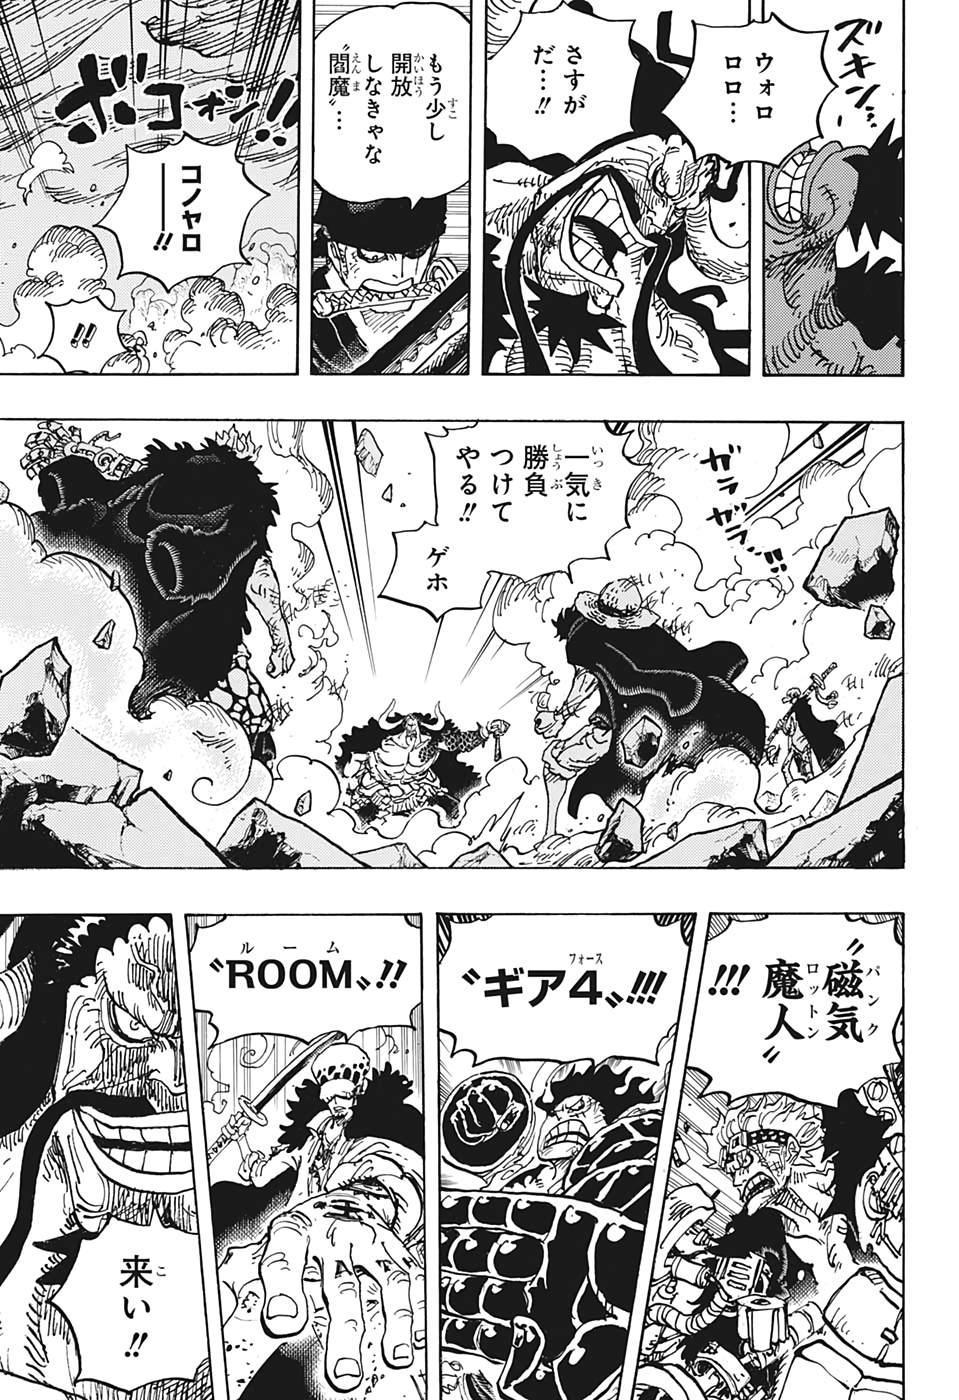 ズキン…
ウォロ
ロロ…
さすが
だ…!!
もう少し
開放
しなきゃな
〝閻魔〟…
ボコォン!!
コノヤロ
──!!
!!
ガラ…
ガラ…!!
一気に
勝負
つけて
やる!!
ゲホ
〝磁気
魔人〟
!!!
〝ギア4〟!!!
〝ROOM〟!!
来い!!